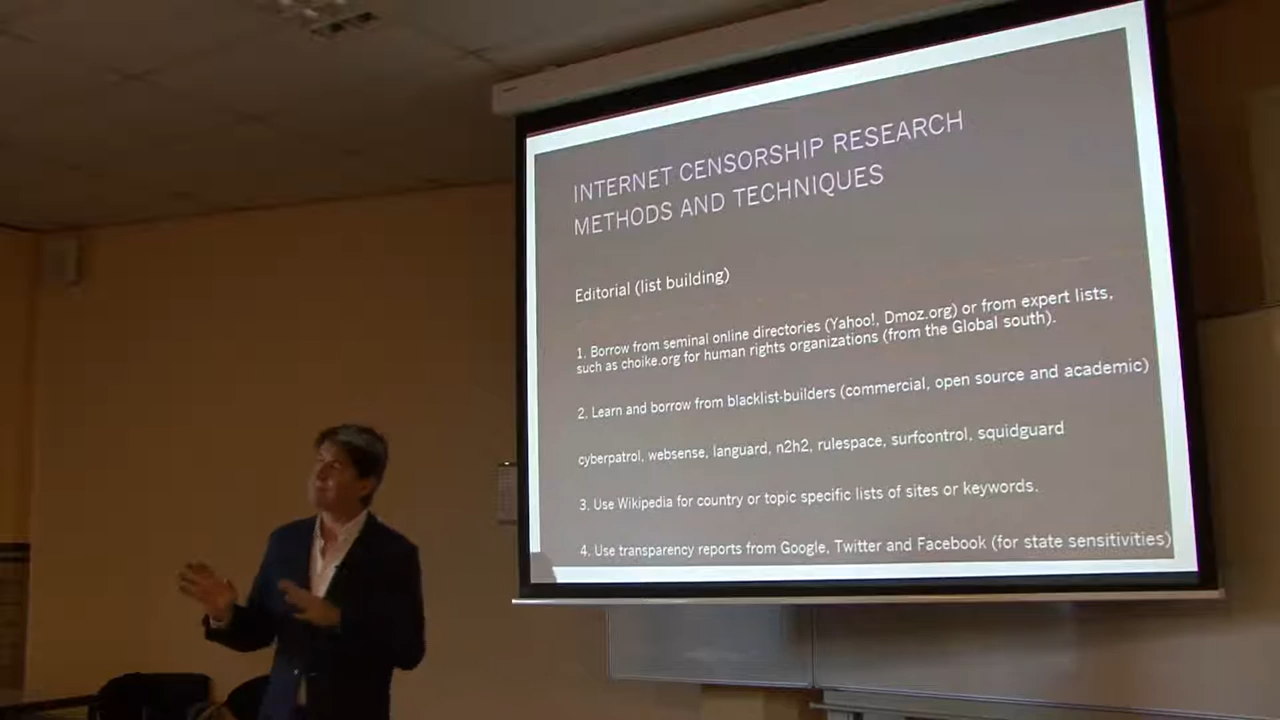 INTERNET CENSORSHIP RESEARCH
METHODS AND TECHNIQUES
Editorial (list building)
1. Borrow from seminal online directories (Yahoo!, Dmoz.org) or from expert lists,
such as choike.org for human rights organizations (from the Global south).
2. Learn and borrow from blacklist-builders (commercial, open source and academic)
cyberpatrol, websense, languard, n2h2, rulespace, surfcontrol, squidguard
3. Use Wikipedia for country or topic specific lists of sites or keywords.
4. Use transparency reports from Google, Twitter and Facebook (for state sensitivities)